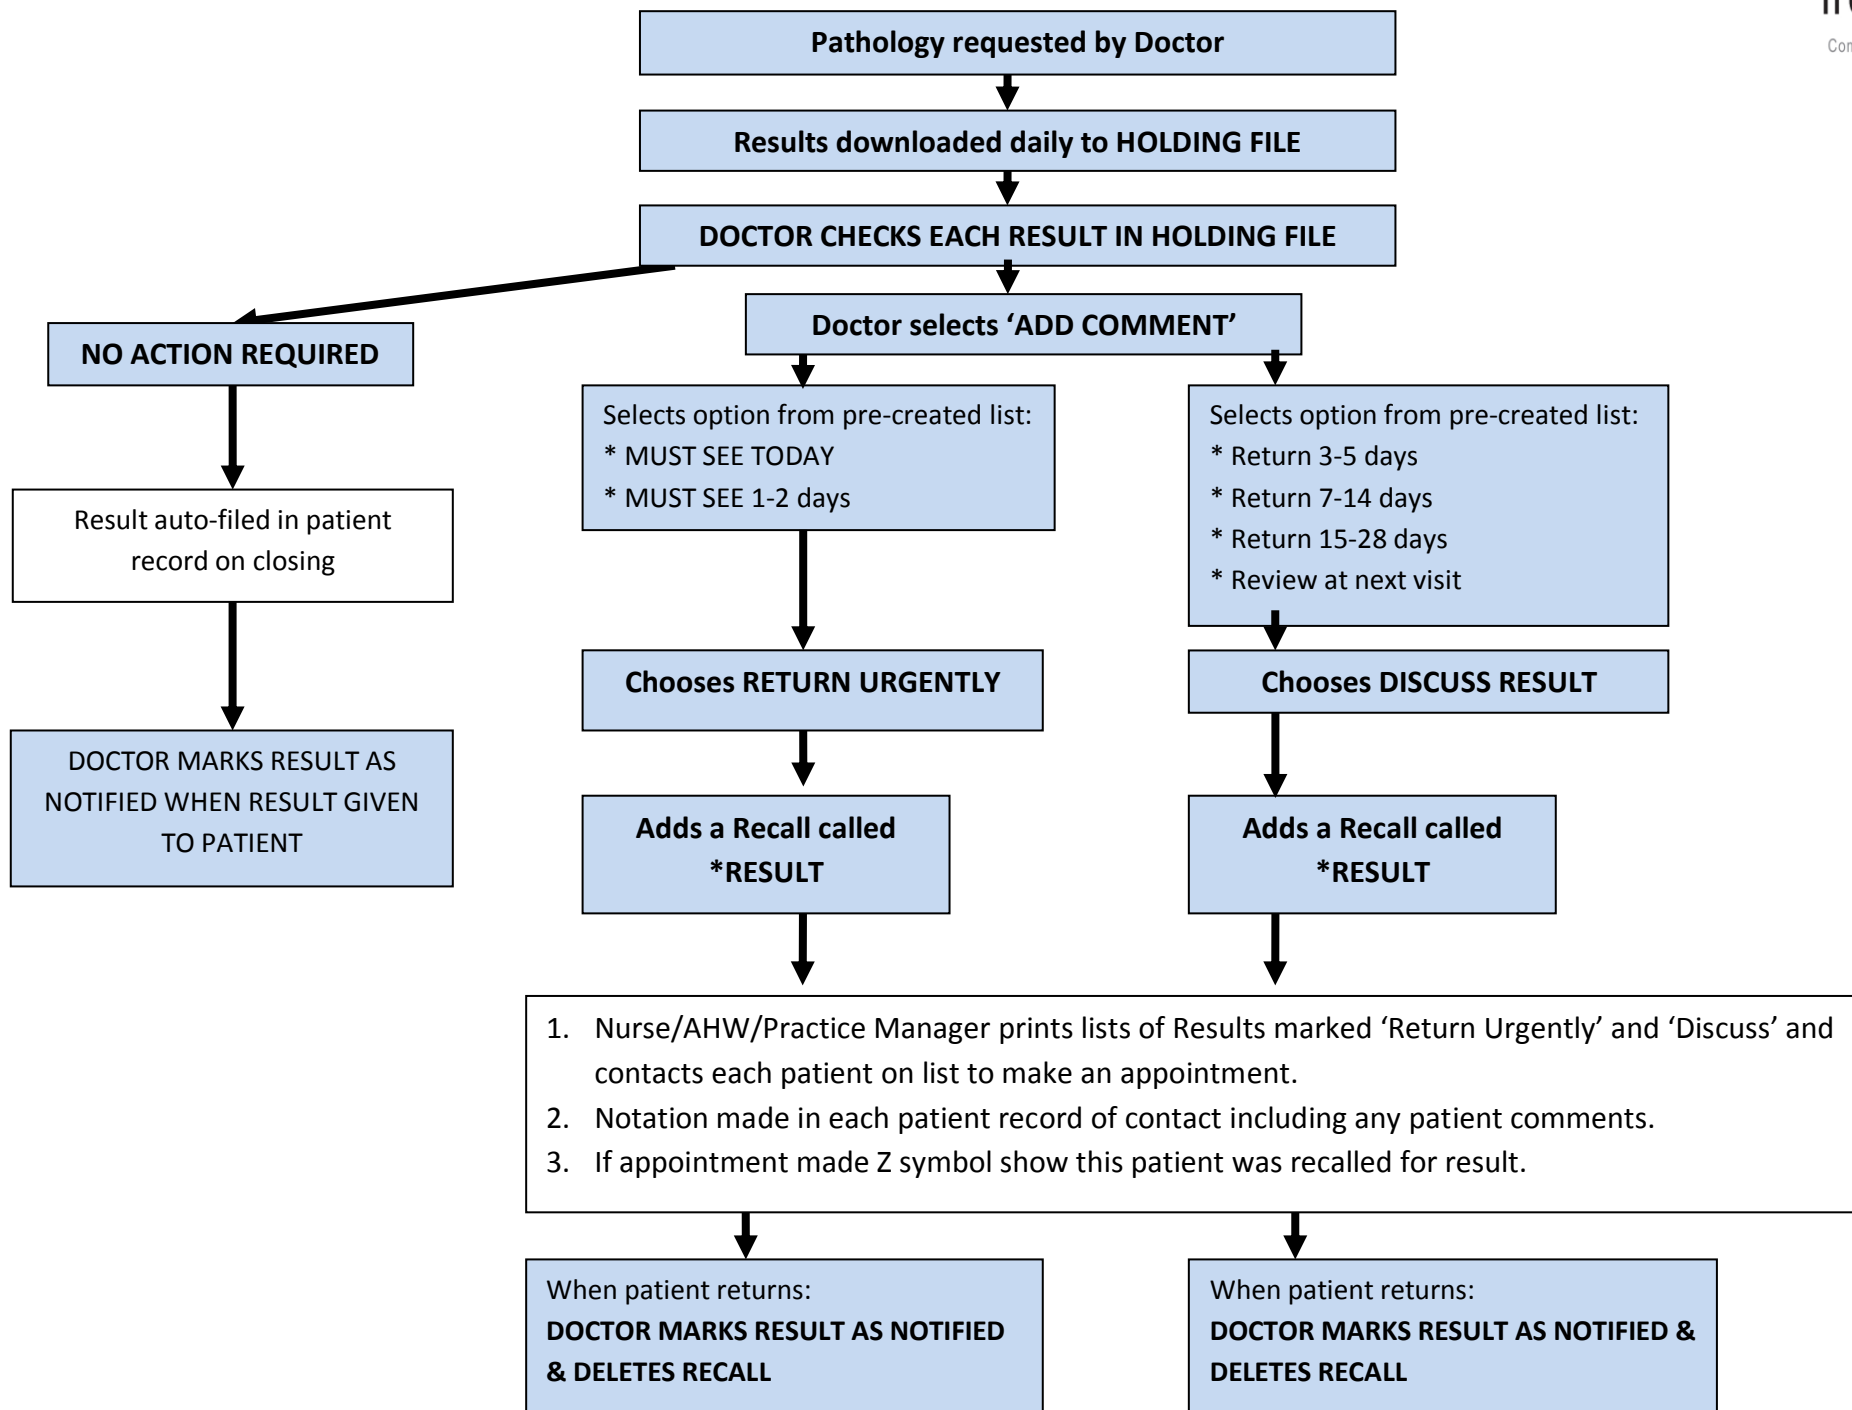 Pathology requested by Doctor
Results downloaded daily to HOLDING FILE
DOCTOR CHECKS EACH RESULT IN HOLDING FILE
NO ACTION REQUIRED
Doctor selects ‘ADD COMMENT’
Selects option from pre-created list:
* MUST SEE TODAY
* MUST SEE 1-2 days
Selects option from pre-created list:
* Return 3-5 days
* Return 7-14 days
* Return 15-28 days
* Review at next visit
Result auto-filed in patient
record on closing
Chooses RETURN URGENTLY
Chooses DISCUSS RESULT
DOCTOR MARKS RESULT AS
NOTIFIED WHEN RESULT GIVEN
TO PATIENT
Adds a Recall called
*RESULT
Adds a Recall called
*RESULT
1. Nurse/AHW/Practice Manager prints lists of Results marked ‘Return Urgently’ and ‘Discuss’ and
contacts each patient on list to make an appointment.
2. Notation made in each patient record of contact including any patient comments.
3. If appointment made Z symbol show this patient was recalled for result.
When patient returns:
DOCTOR MARKS RESULT AS NOTIFIED
& DELETES RECALL
When patient returns:
DOCTOR MARKS RESULT AS NOTIFIED &
DELETES RECALL